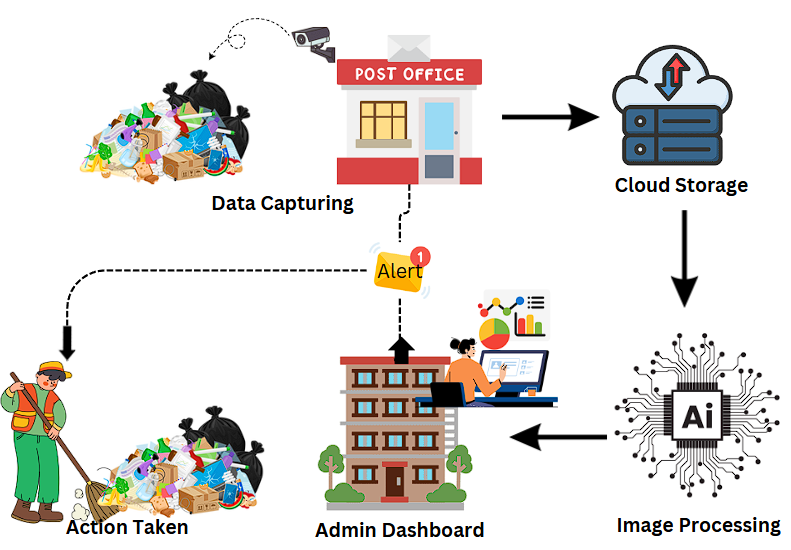 POST OFFICE
Data Capturing
Cloud Storage
1
Alert
Ai
Action Taken
Admin Dashboard
Image Processing